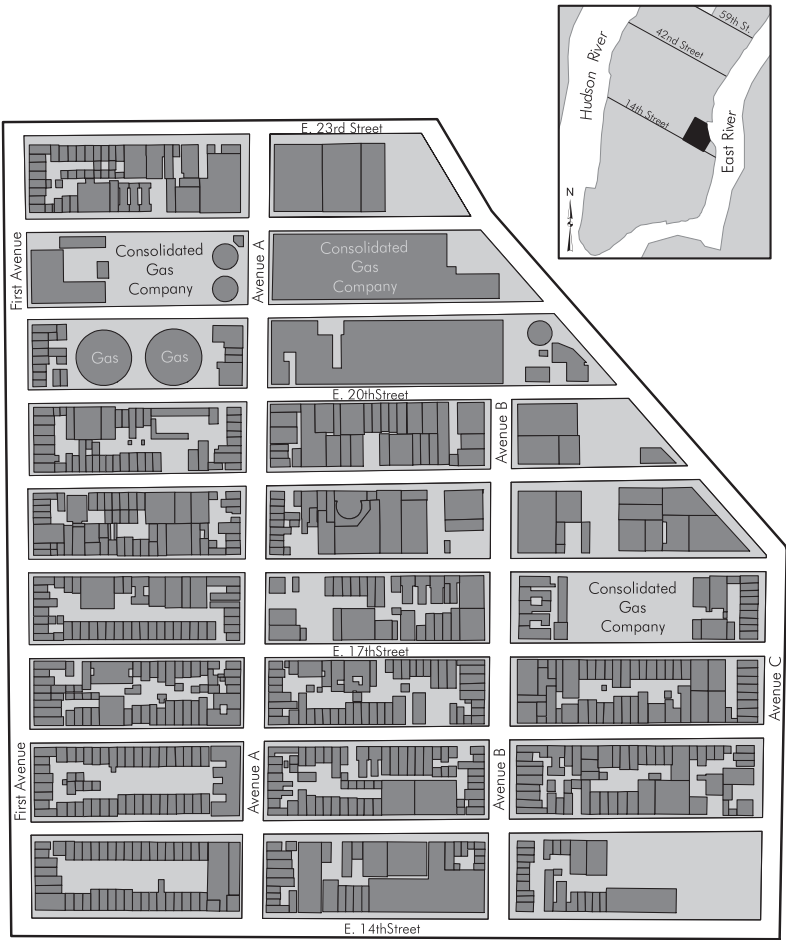 59th St.
42nd Street
Hudson River
14th Street
East River
N
E. 23rd Street
First Avenue
Consolidated
Gas
Company
Avenue A
Consolidated
Gas
Company
Gas
Gas
E. 20thStreet
Avenue B
Consolidated
Gas
Company
E. 17thStreet
Avenue C
First Avenue
Avenue A
Avenue B
E. 14thStreet